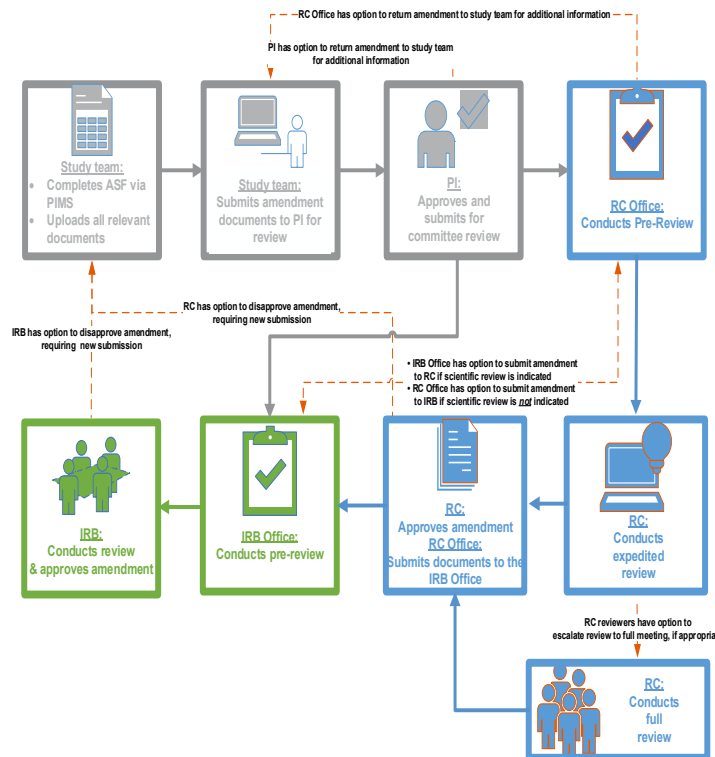 RC Office has option to return amendment to study team for additional information
PI has option to return amendment to study team
for additional information
Study team:
• Completes ASF via
PIMS
• Uploads all relevant
documents
Study team:
Submits amendment
documents to PI for
review
PI:
Approves and
submits for
committee review
RC Office:
Conducts Pre-Review
RC has option to disapprove amendment,
requiring new submission
IRB has option to disapprove amendment,
requiring new submission
• IRB Office has option to submit amendment
to RC if scientific review is indicated
• RC Office has option to submit amendment
to IRB if scientific review is not indicated
IRB:
Conducts review
& approves amendment
IRB Office:
Conducts pre-review
RC:
Approves amendment
RC Office:
Submits documents to the
IRB Office
RC:
Conducts
expedited
review
RC reviewers have option to
escalate review to full meeting, if appropria
RC:
Conducts
full
review